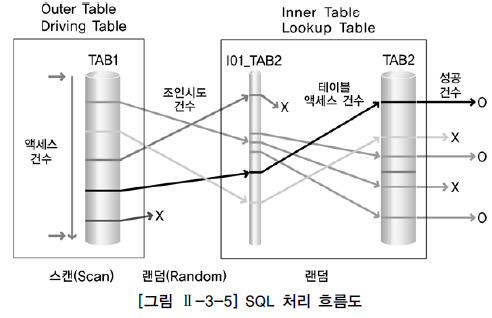 Outer Table
Driving Table
Inner Table
Lookup Table
TAB1
I01_TAB2
TAB2
조인시도
건수
테이블
액세스 건수
성공
건수
액세스
건수
X
O
X
O
X
O
X
스캔(Scan)
랜덤(Random)
랜덤
[그림 Ⅱ-3-5] SQL 처리 흐름도